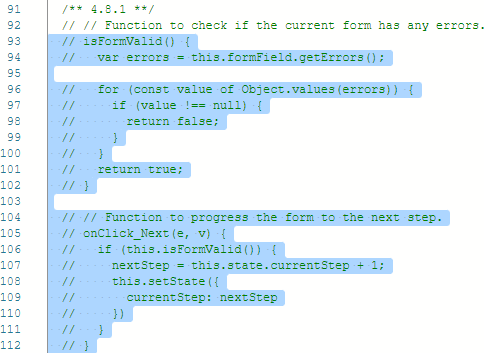 91 /** 4.8.1 **/
92 // // Function to check if the current form has any errors.
93 // isFormValid() {
94 //   var errors = this.formField.getErrors();
95
96 //   for (const value of Object.values(errors)) {
97 //     if (value !== null) {
98 //       return false;
99 //     }
100 //   }
101 //   return true;
102 // }
103
104 // // Function to progress the form to the next step.
105 // onClick_Next(e, v) {
106 //   if (this.isFormValid()) {
107 //     nextStep = this.state.currentStep + 1;
108 //     this.setState({
109 //       currentStep: nextStep
110 //     })
111 //   }
112 // }